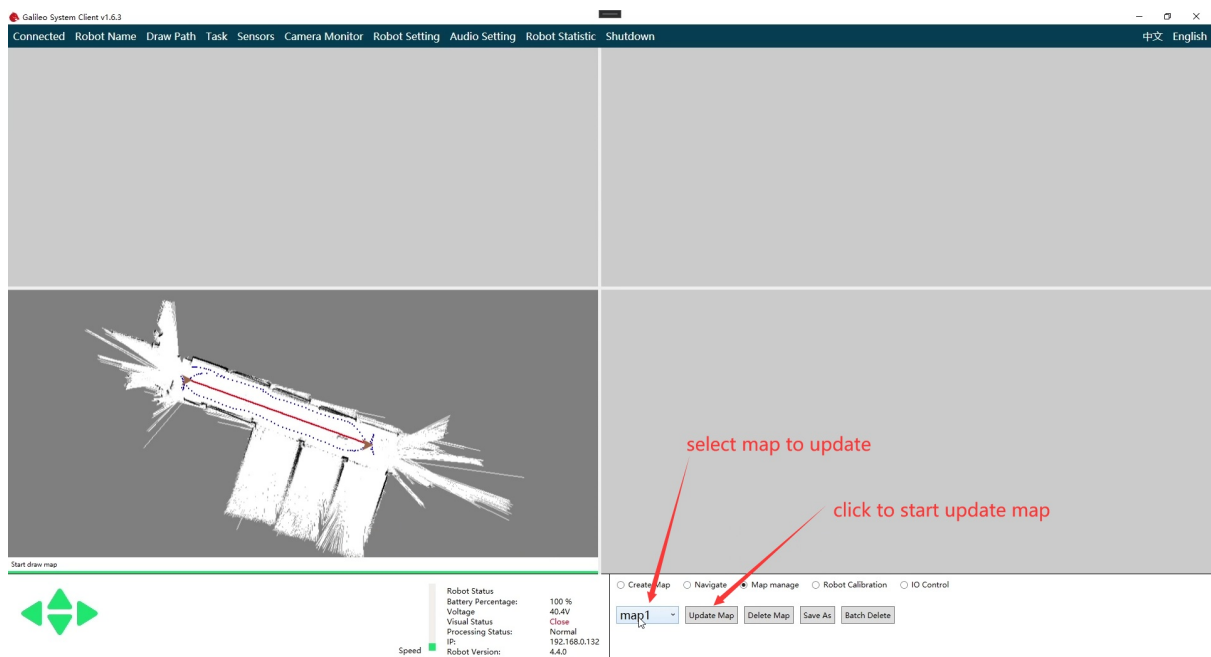 Galileo System Client v1.6.3
Connected Robot Name Draw Path Task Sensors Camera Monitor Robot Setting Audio Setting Robot Statistic Shutdown 中文 English
select map to update
click to start update map
Start draw map
Create Map Navigate Map manage Robot Calibration IO Control
map1 Update Map Delete Map Save As Batch Delete
Robot Status
Battery Percentage: 100 %
Voltage 40.4V
Visual Status Close
Processing Status: Normal
IP: 192.168.0.132
Robot Version: 4.4.0
Speed